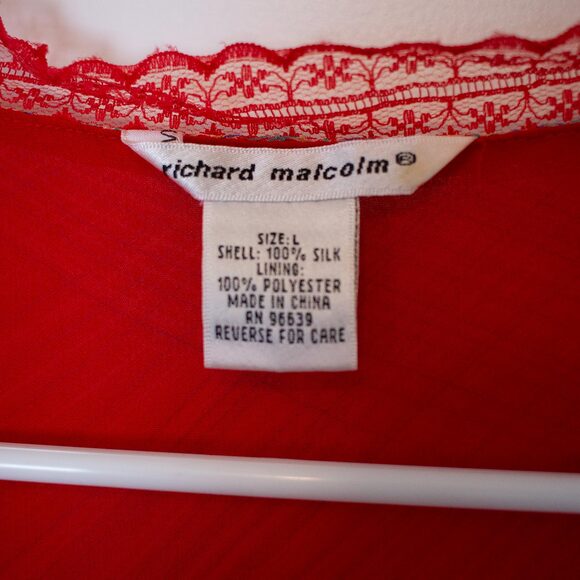 richard malcolm®
SIZE: L
SHELL: 100% SILK
LINING:
100% POLYESTER
MADE IN CHINA
RN 96639
REVERSE FOR CARE